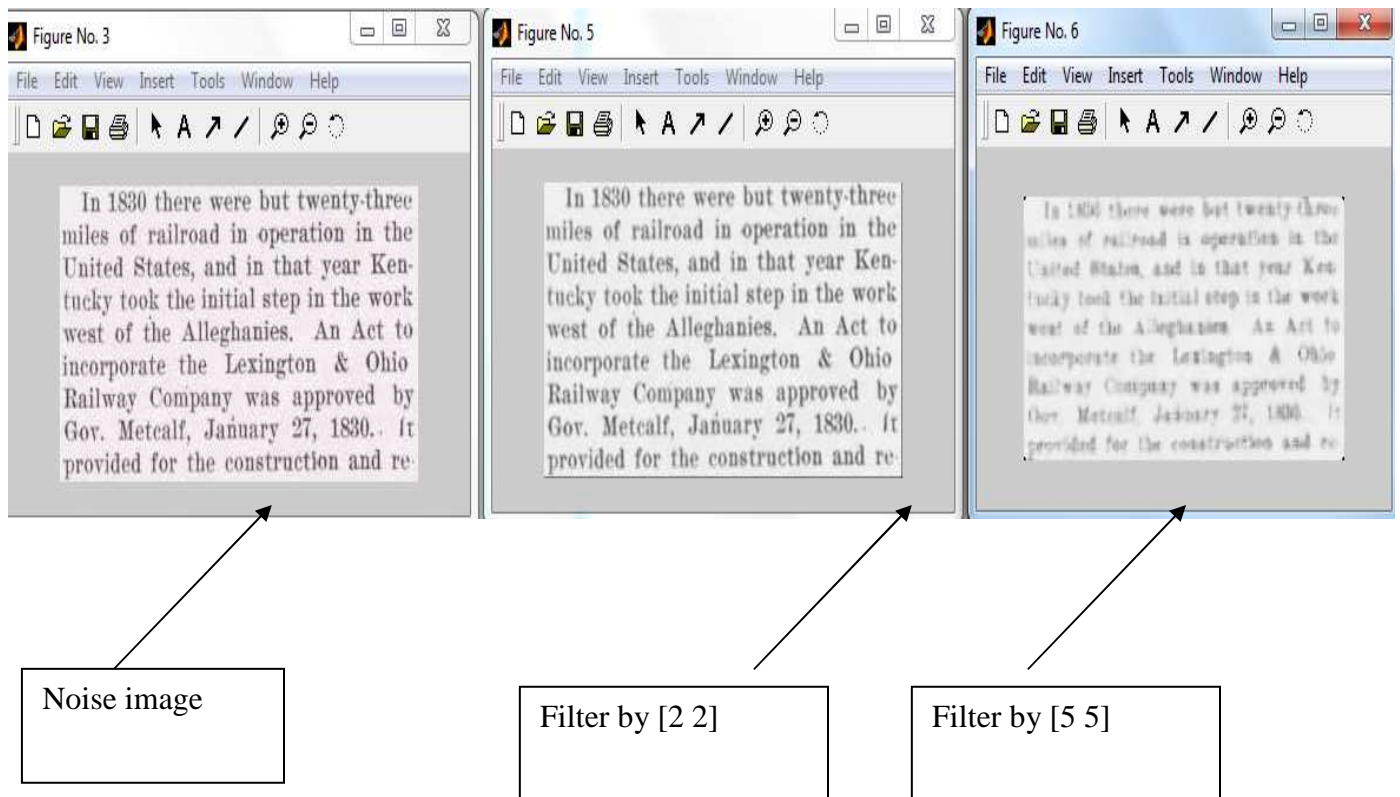 Figure No. 3
File Edit View Insert Tools Window Help
In 1830 there were but twenty-three
miles of railroad in operation in the
United States, and in that year Ken-
tucky took the initial step in the work
west of the Alleghanies. An Act to
incorporate the Lexington & Ohio
Railway Company was approved by
Gov. Metcalf, January 27, 1830. It
provided for the construction and re-
Figure No. 5
File Edit View Insert Tools Window Help
In 1830 there were but twenty-three
miles of railroad in operation in the
United States, and in that year Ken-
tucky took the initial step in the work
west of the Alleghanies. An Act to
incorporate the Lexington & Ohio
Railway Company was approved by
Gov. Metcalf, January 27, 1830. It
provided for the construction and re-
Figure No. 6
File Edit View Insert Tools Window Help
In there were but twenty-three
miles of railroad in operation in the
United States, and in that year Ken
tucky took the initial step in the work
west of the Alleghanies An Act to
incorporate the Lexington & Ohio
Railway Company was approved by
Gov. Metcalf, January 27, It
provided for the construction and re-
Noise image
Filter by [2 2]
Filter by [5 5]